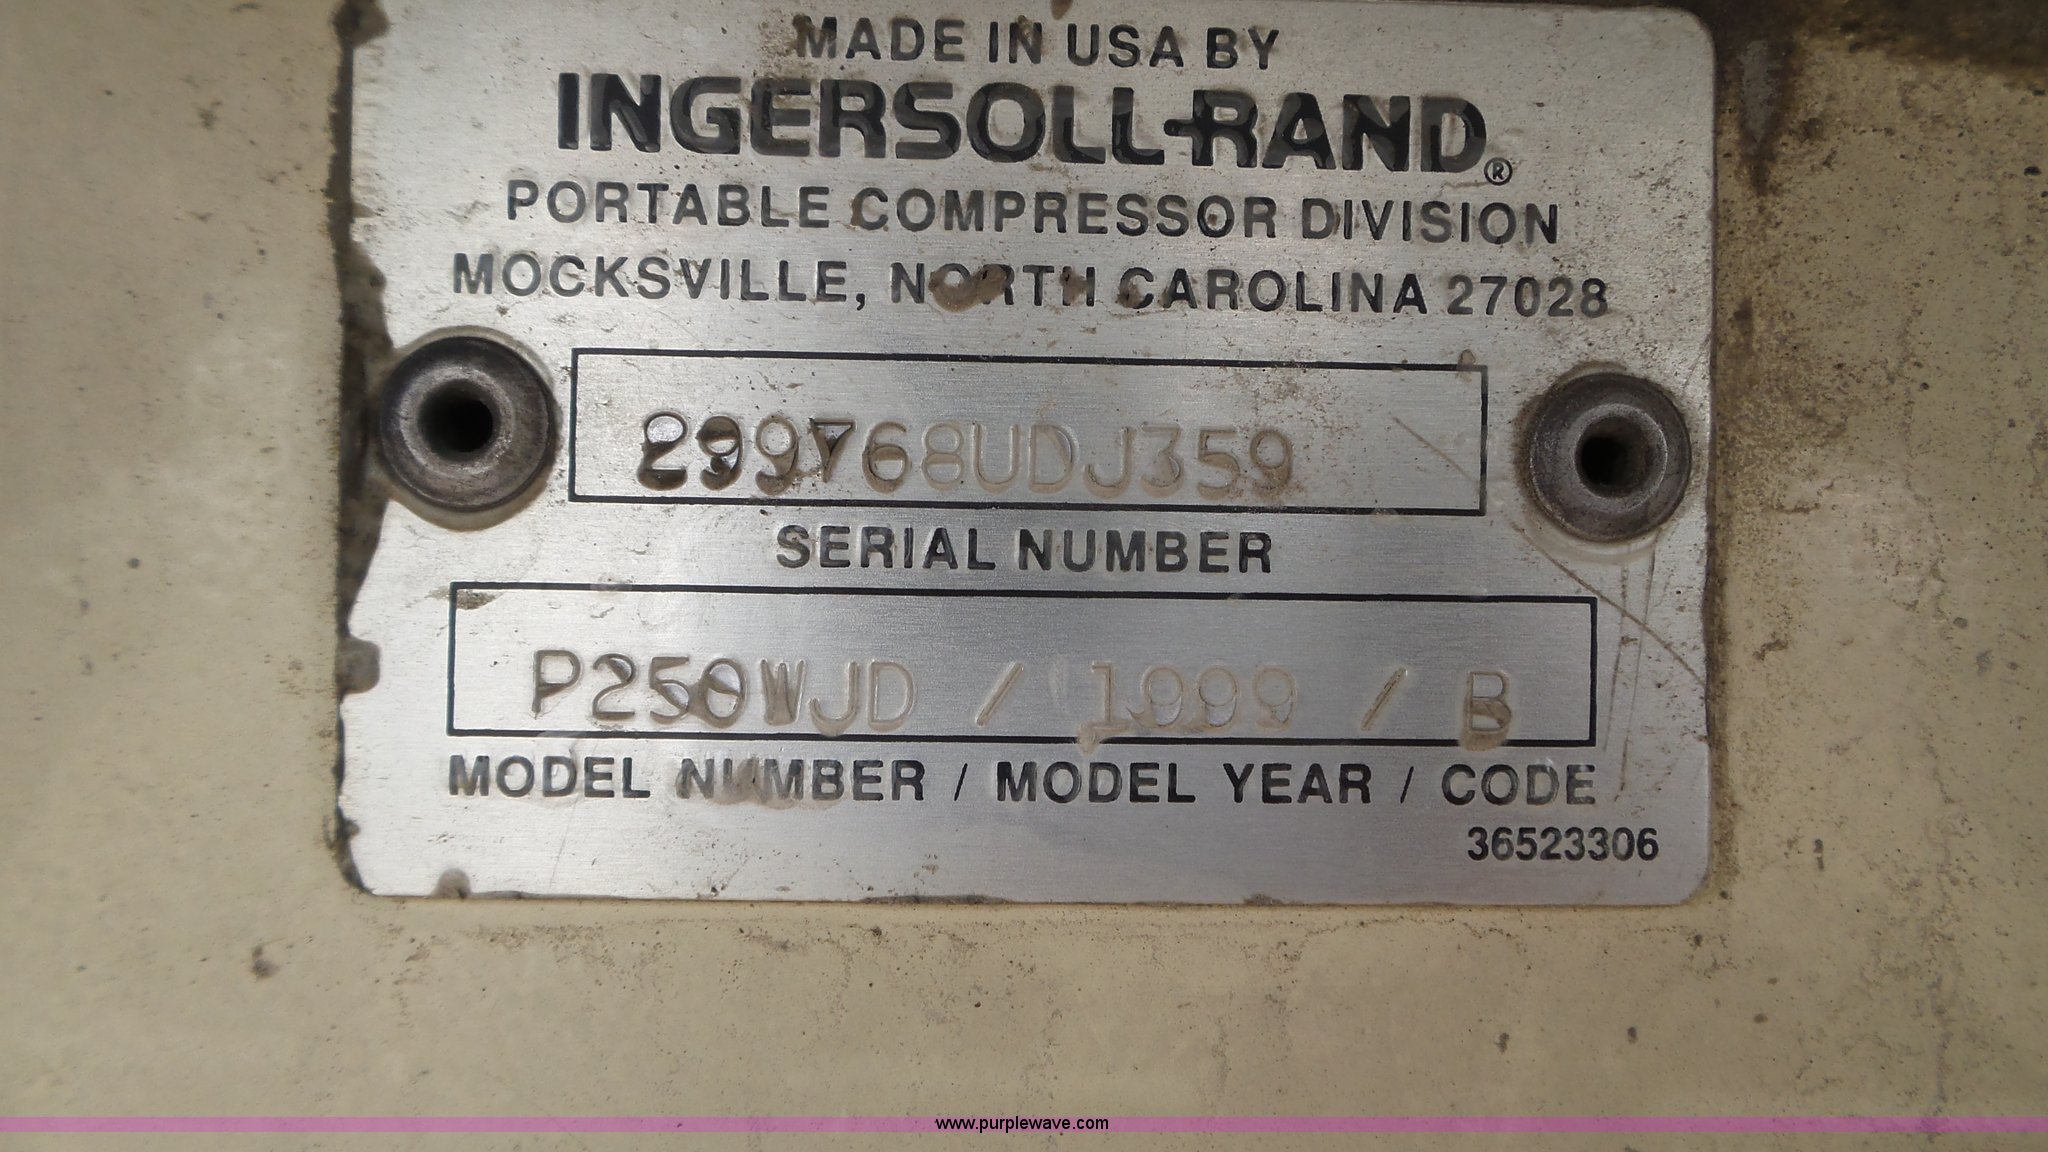 MADE IN USA BY
INGERSOLL-RAND®
PORTABLE COMPRESSOR DIVISION
MOCKSVILLE, NORTH CAROLINA 27028
299768UDJ359
SERIAL NUMBER
P250WJD / 1999 / B
MODEL NUMBER / MODEL YEAR / CODE
36523306
www.purplewave.com